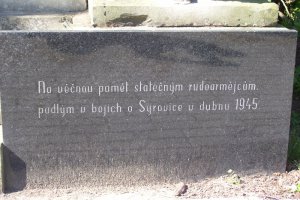 Na věčnou paměť statečným rudoarmějcům,
padlým v bojích o Syrovice v dubnu 1945